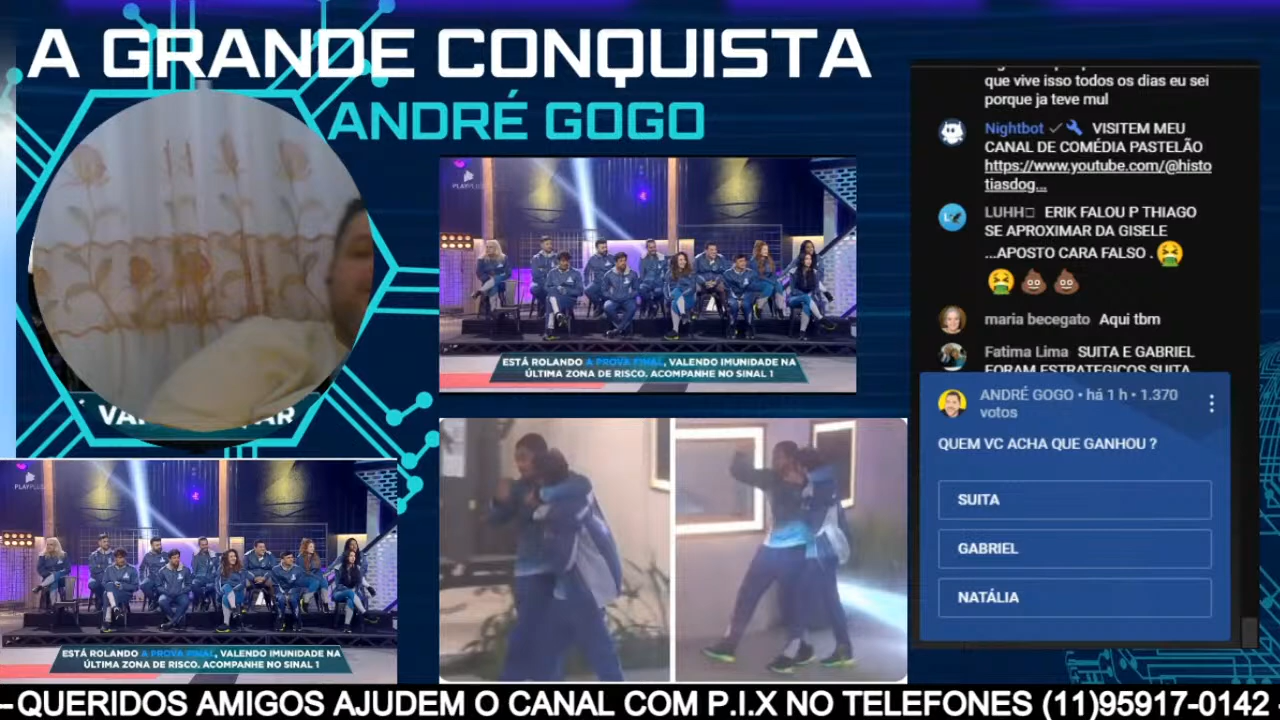 A GRANDE CONQUISTA
ANDRÉ GOGO
PLAYPLUS
ESTÁ ROLANDO A PROVA FINAL, VALENDO IMUNIDADE NA
ÚLTIMA ZONA DE RISCO. ACOMPANHE NO SINAL 1
PLAYPLUS
ESTÁ ROLANDO A PROVA FINAL, VALENDO IMUNIDADE NA
ÚLTIMA ZONA DE RISCO. ACOMPANHE NO SINAL 1
que vive isso todos os dias eu sei
porque ja teve mul
Nightbot VISITEM MEU
CANAL DE COMÉDIA PASTELÃO
https://www.youtube.com/@histo
tiasdog...
L
LUHH□ ERIK FALOU P THIAGO
SE APROXIMAR DA GISELE
...APOSTO CARA FALSO . 🤮
🤮 💩 💩
maria becegato Aqui tbm
Fatima Lima SUITA E GABRIEL
FORAM ESTRATEGICOS SUITA
ANDRÉ GOGO • há 1 h • 1.370
votos
QUEM VC ACHA QUE GANHOU ?
SUITA
GABRIEL
NATÁLIA
–QUERIDOS AMIGOS AJUDEM O CANAL COM P.I.X NO TELEFONES (11)95917-0142